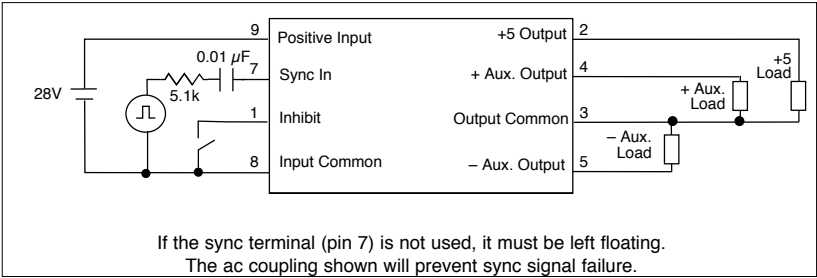 9 Positive Input
+5 Output 2
0.01 µF
7 Sync In
+ Aux. Output 4
+5
Load
28V
5.1k
+ Aux.
Load
1 Inhibit
Output Common 3
– Aux.
Load
8 Input Common
– Aux. Output 5
If the sync terminal (pin 7) is not used, it must be left floating.
The ac coupling shown will prevent sync signal failure.